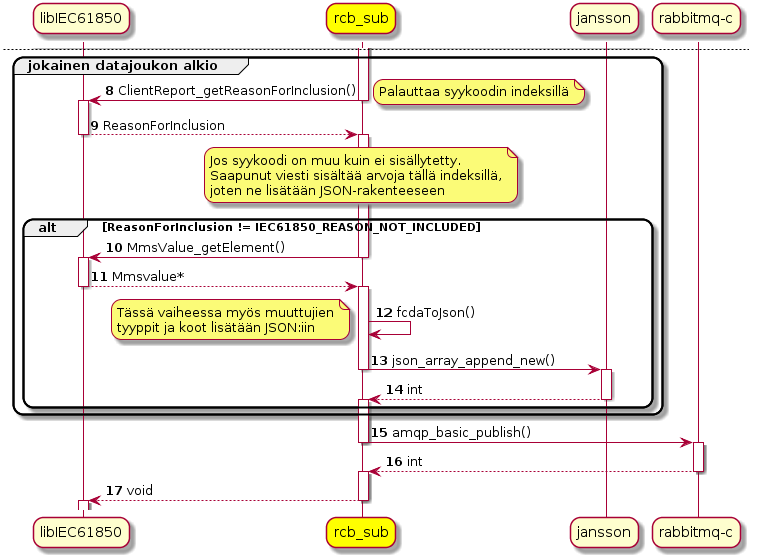 libIEC61850 rcb_sub jansson rabbitmq-c
jokainen datajoukon alkio
8 ClientReport_getReasonForInclusion()
Palauttaa syykoodin indeksillä
9 ReasonForInclusion
Jos syykoodi on muu kuin ei sisällytetty.
Saapunut viesti sisältää arvoja tällä indeksillä,
joten ne lisätään JSON-rakenteeseen
alt [ReasonForInclusion != IEC61850_REASON_NOT_INCLUDED]
10 MmsValue_getElement()
11 Mmsvalue*
Tässä vaiheessa myös muuttujien
tyyppit ja koot lisätään JSON:iin
12 fcdaToJson()
13 json_array_append_new()
14 int
15 amqp_basic_publish()
16 int
17 void
libIEC61850 rcb_sub jansson rabbitmq-c